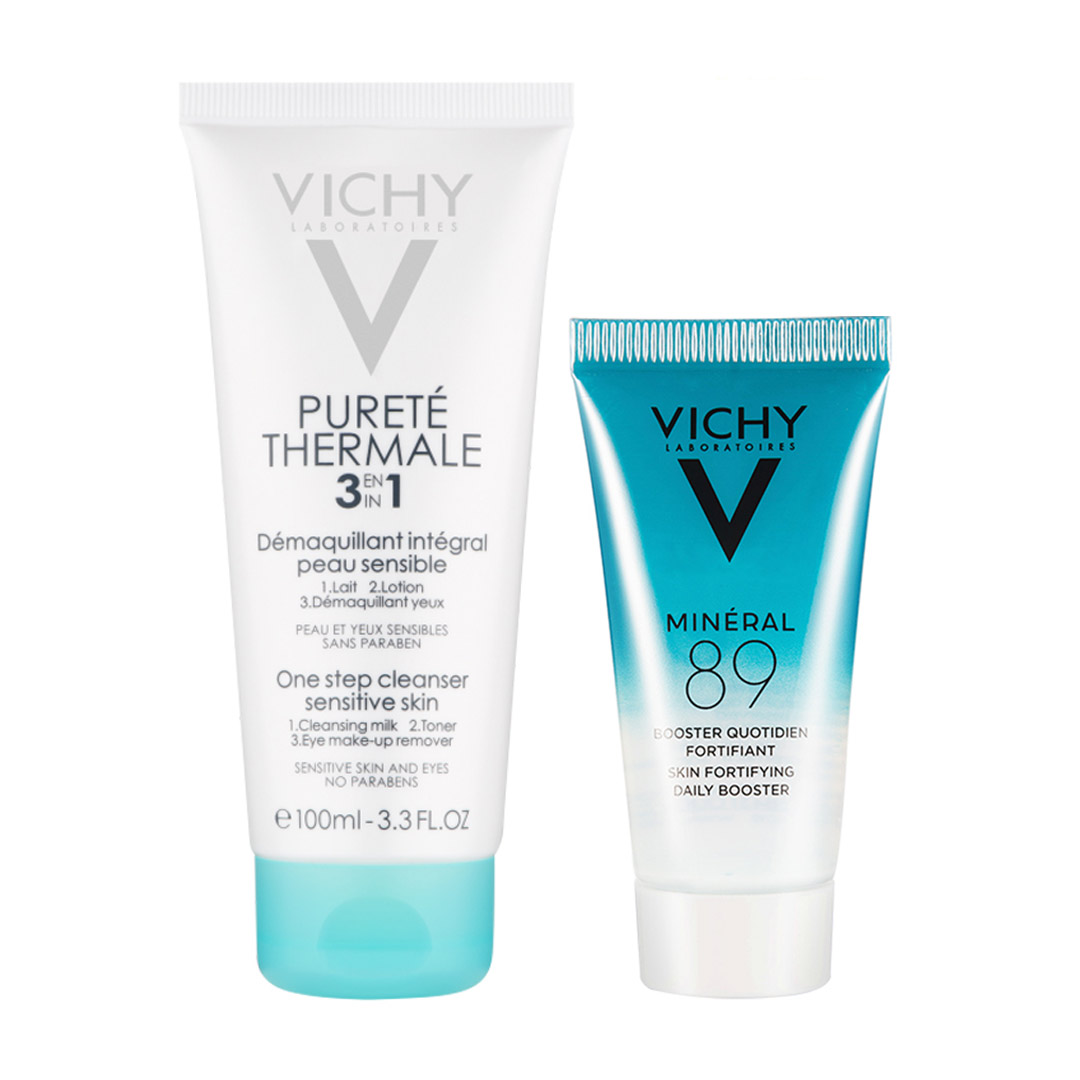 VICHY
LABORATOIRES
V
PURETÉ
THERMALE
3 EN IN 1
Démaquillant intégral
peau sensible
1.Lait 2.Lotion
3.Démaquillant yeux
PEAU ET YEUX SENSIBLES
SANS PARABEN
One step cleanser
sensitive skin
1.Cleansing milk 2.Toner
3.Eye make-up remover
SENSITIVE SKIN AND EYES
NO PARABENS
℮100ml - 3.3 FL.OZ
VICHY
LABORATOIRES
V
MINÉRAL
89
BOOSTER QUOTIDIEN
FORTIFIANT
SKIN FORTIFYING
DAILY BOOSTER